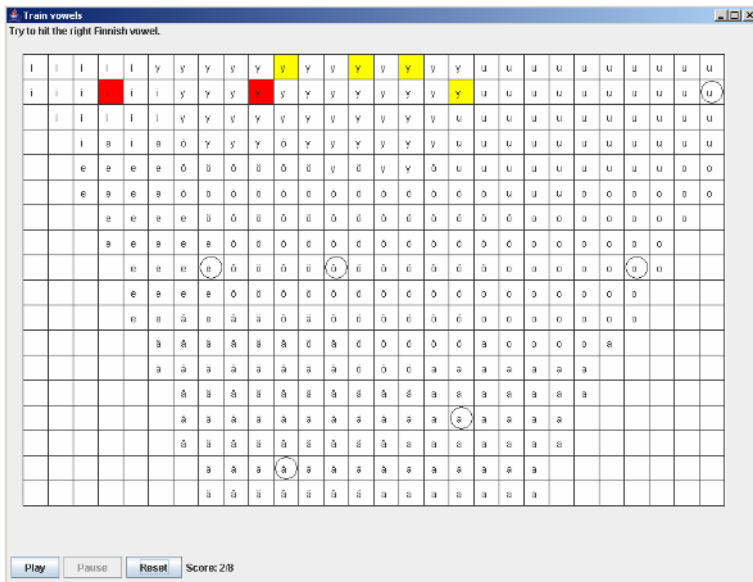 Train vowels
Try to hit the right Finnish vowel.
i i i i i y y y y y y y y y y y y y u u u u u u u u u u
i i i i i i y y y y y y y y y y y y u u u u u u u u u u
i i i i i y y y y y y y y y y y u u u u u u u u u u u
i e i e ö y y y ö y y y y y y u u u u u u u u u u u
e e e e ö ö ö ö ö ö y ö y y ö u u u u u u u u u o o
e e e e ö ö ö ö ö ö ö ö ö ö ö ö ö u u u o o o o o o
e e e e ö ö ö ö ö ö ö ö ö ö ö ö ö o o o o o o o
e e e e e ö ö ö ö ö ö ö ö ö ö ö ö o o o o o o
e e e e ö ö ö ö ö ö ö ö ö ö ö o o o o o o o
e e e e ö ö ö ö ö ö ö ö ö ö ö o o o o o o
e e ä e ä ä ö ä ö ö ö ö ö ö ö o o o o o o
ä ä ä ä ä ä ä ö ä ö ö ö ö a o o o o a
ä ä ä ä ä ä ä ä ö ö ö a a a a a a a
ä ä ä ä ä ä ä ä ä ä a a a a a a a
ä ä ä ä ä ä ä ä ä ä a a a a a a
ä ä ä ä ä ä ä ä a a a a a a a a
ä ä ä ä ä ä ä ä a a a a a a
ä ä ä ä ä ä ä a a a a a a a
Play Pause Reset Score: 2/8